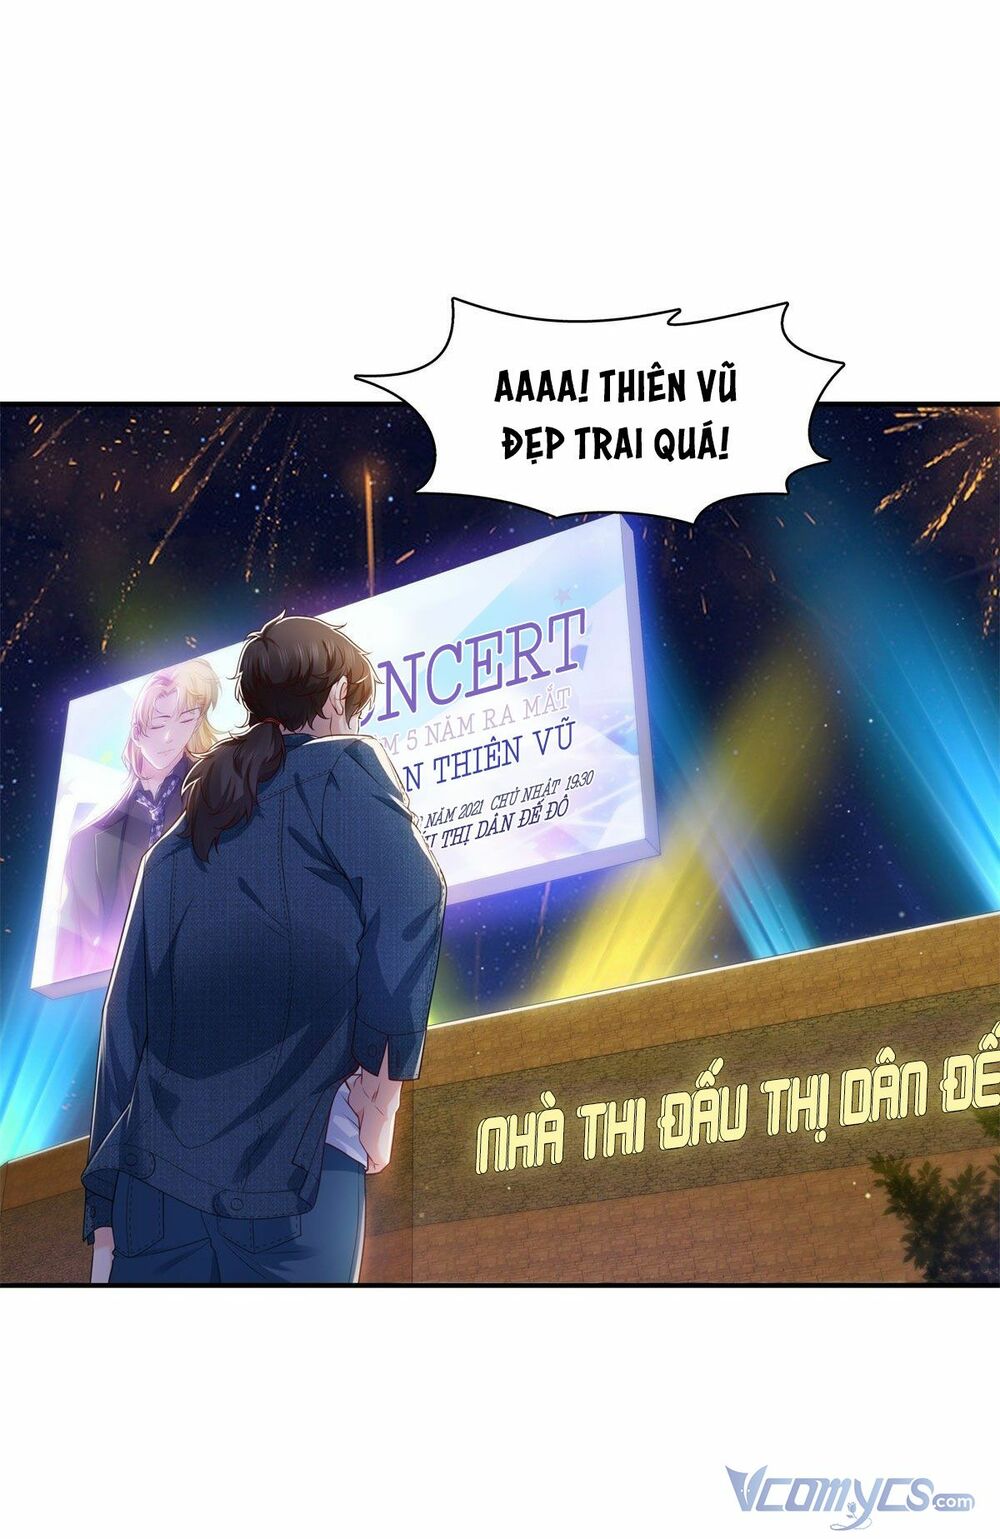 AAAA! THIÊN VŨ
ĐẸP TRAI QUÁ!
NCERT
5 NĂM RA MẮT
THIÊN VŨ
NĂM 2021 CHỦ NHẬT 19:30
THỊ DÂN ĐẾ ĐÔ
NHÀ THI ĐẤU THỊ DÂN ĐẾ
VCOMYCS.com